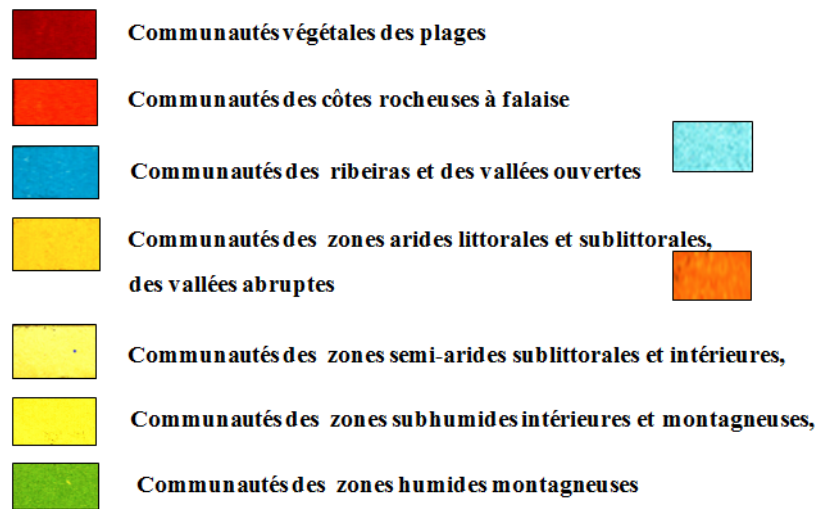 Communautés végétales des plages
Communautés des côtes rocheuses à falaise
Communautés des ribeiras et des vallées ouvertes
Communautés des zones arides littorales et sublittorales,
des vallées abruptes
Communautés des zones semi-arides sublittorales et intérieures,
Communautés des zones subhumides intérieures et montagneuses,
Communautés des zones humides montagneuses